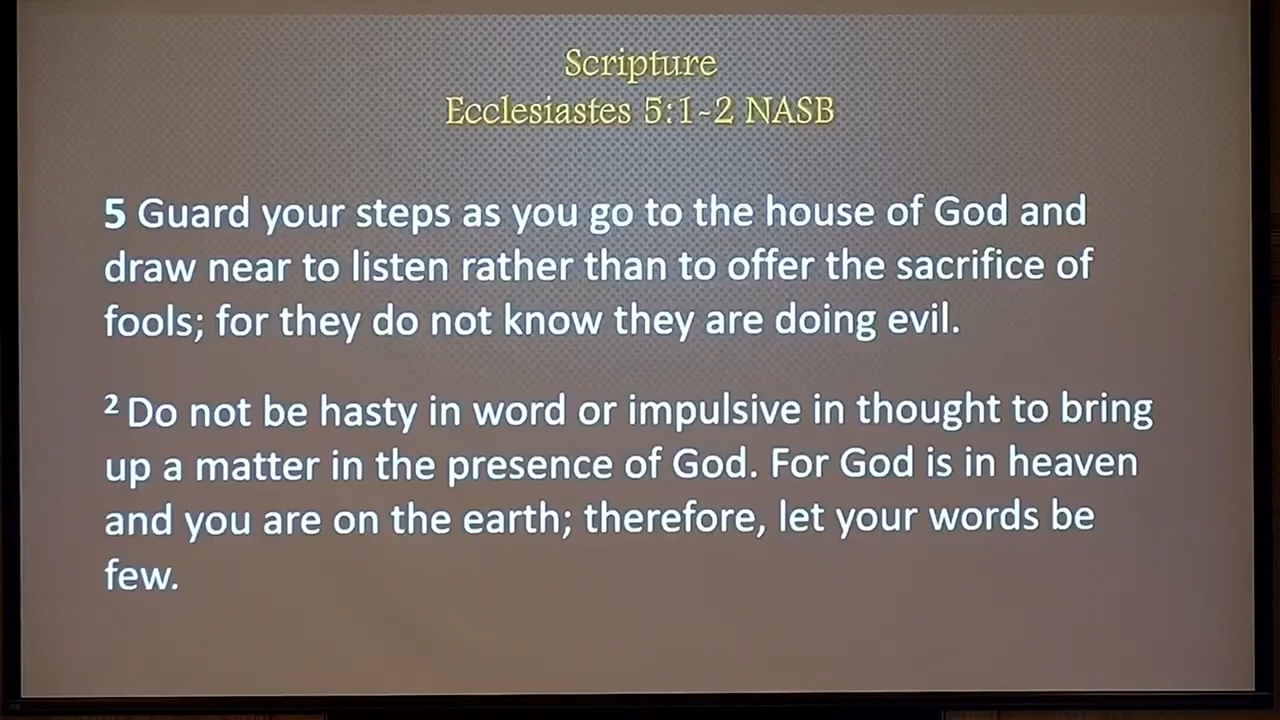 Scripture
Ecclesiastes 5:1-2 NASB
5 Guard your steps as you go to the house of God and
draw near to listen rather than to offer the sacrifice of
fools; for they do not know they are doing evil.
2 Do not be hasty in word or impulsive in thought to bring
up a matter in the presence of God. For God is in heaven
and you are on the earth; therefore, let your words be
few.